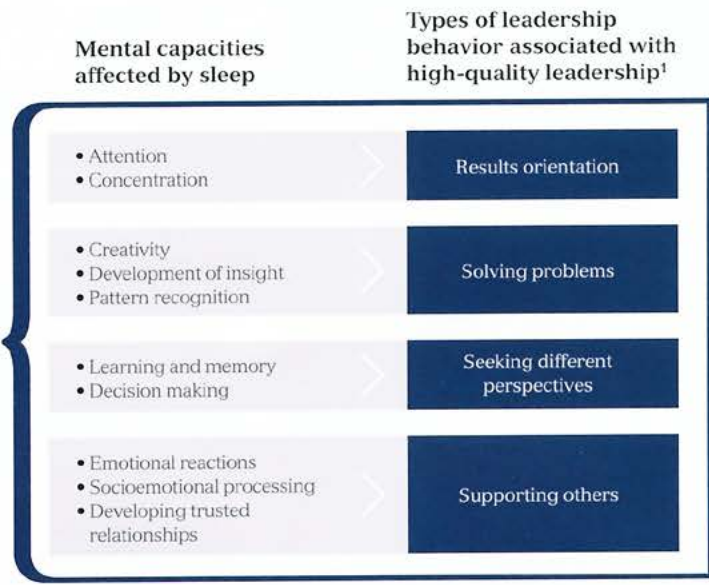 Mental capacities
affected by sleep
Types of leadership
behavior associated with
high-quality leadership¹
• Attention
• Concentration
Results orientation
• Creativity
• Development of insight
• Pattern recognition
Solving problems
• Learning and memory
• Decision making
Seeking different
perspectives
• Emotional reactions
• Socioemotional processing
• Developing trusted
relationships
Supporting others